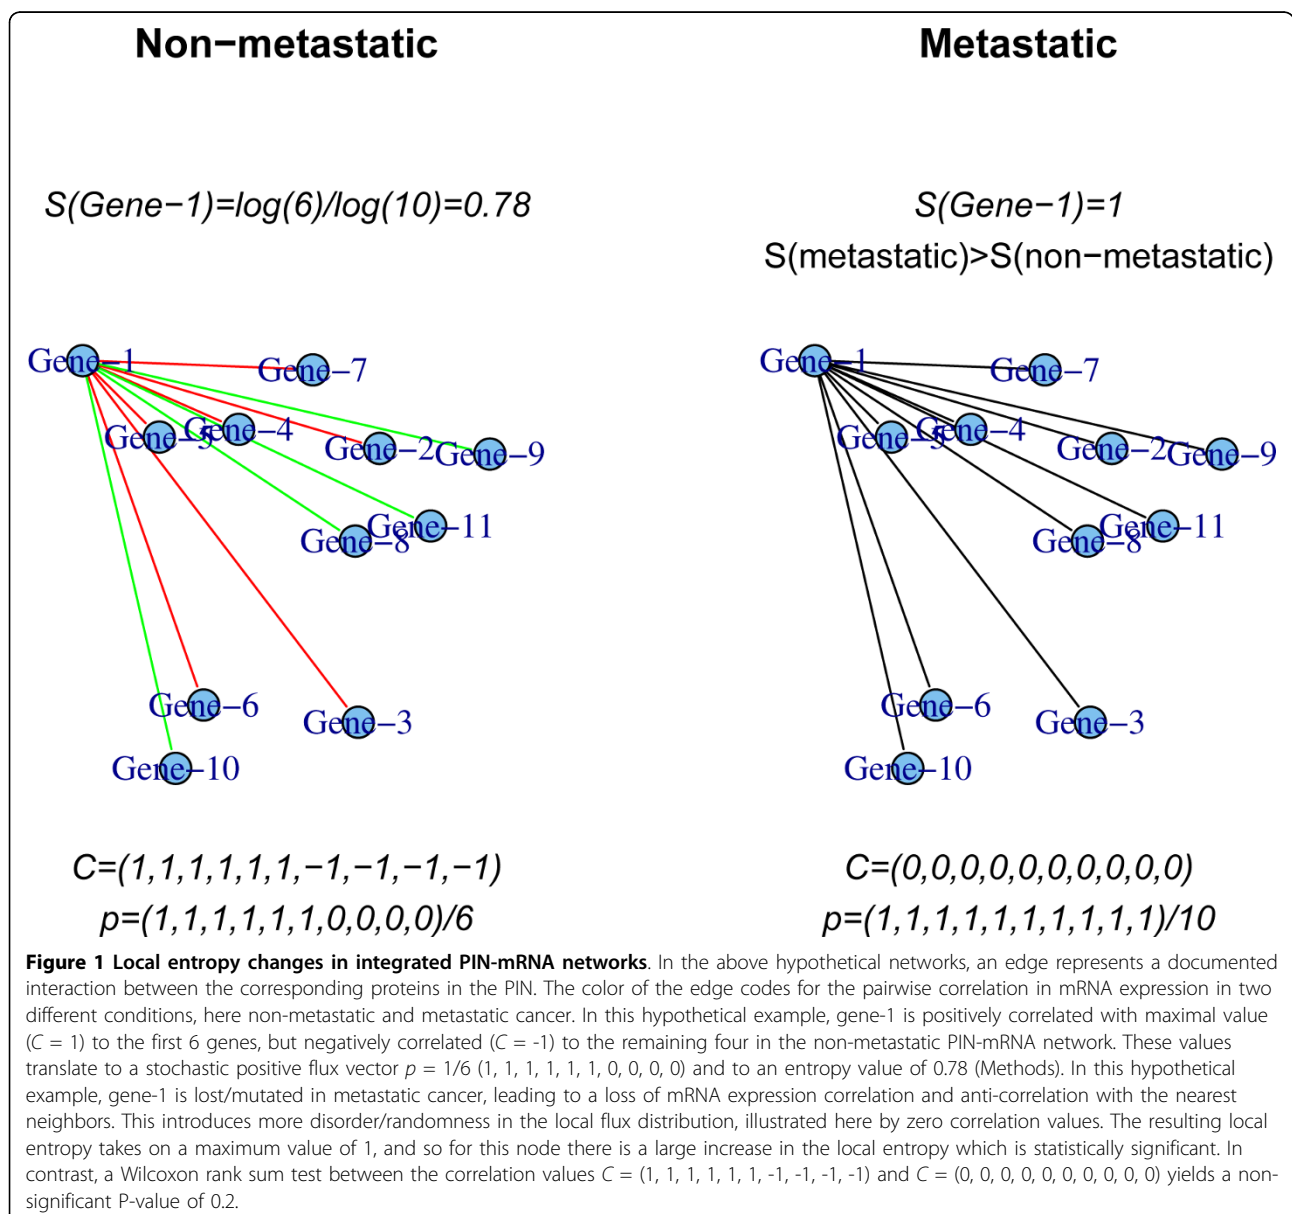 Non−metastatic
Metastatic
S(Gene−1)=log(6)/log(10)=0.78
S(Gene−1)=1
S(metastatic)>S(non−metastatic)
Gene−1
Gene−7
Gene−5
Gene−4
Gene−2
Gene−9
Gene−11
Gene−8
Gene−6
Gene−3
Gene−10
Gene−1
Gene−7
Gene−5
Gene−4
Gene−2
Gene−9
Gene−11
Gene−8
Gene−6
Gene−3
Gene−10
C=(1,1,1,1,1,1,−1,−1,−1,−1)
p=(1,1,1,1,1,1,0,0,0,0)/6
C=(0,0,0,0,0,0,0,0,0,0)
p=(1,1,1,1,1,1,1,1,1,1)/10
Figure 1 Local entropy changes in integrated PIN-mRNA networks. In the above hypothetical networks, an edge represents a documented
interaction between the corresponding proteins in the PIN. The color of the edge codes for the pairwise correlation in mRNA expression in two
different conditions, here non-metastatic and metastatic cancer. In this hypothetical example, gene-1 is positively correlated with maximal value
(C = 1) to the first 6 genes, but negatively correlated (C = -1) to the remaining four in the non-metastatic PIN-mRNA network. These values
translate to a stochastic positive flux vector p = 1/6 (1, 1, 1, 1, 1, 1, 0, 0, 0, 0) and to an entropy value of 0.78 (Methods). In this hypothetical
example, gene-1 is lost/mutated in metastatic cancer, leading to a loss of mRNA expression correlation and anti-correlation with the nearest
neighbors. This introduces more disorder/randomness in the local flux distribution, illustrated here by zero correlation values. The resulting local
entropy takes on a maximum value of 1, and so for this node there is a large increase in the local entropy which is statistically significant. In
contrast, a Wilcoxon rank sum test between the correlation values C = (1, 1, 1, 1, 1, 1, -1, -1, -1, -1) and C = (0, 0, 0, 0, 0, 0, 0, 0, 0, 0) yields a non-
significant P-value of 0.2.